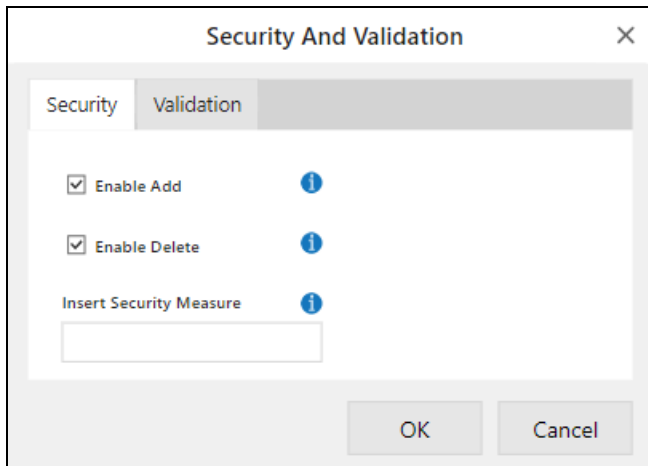 Security And Validation
Security Validation
Enable Add
Enable Delete
Insert Security Measure
OK Cancel